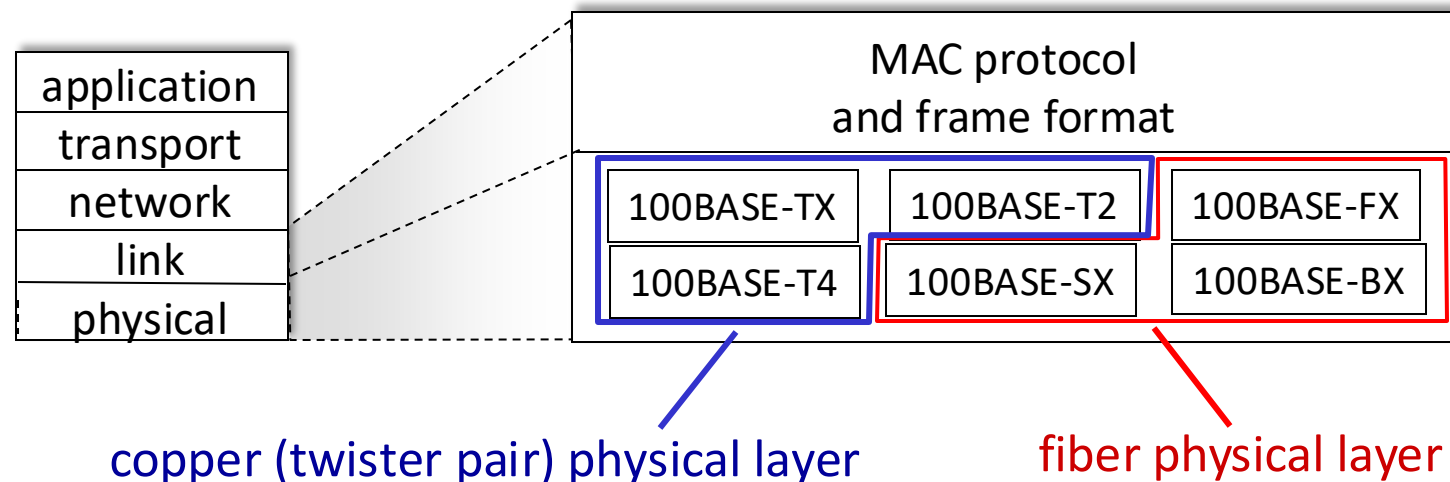 application
transport
network
link
physical
MAC protocol
and frame format
100BASE-TX
100BASE-T2
100BASE-FX
100BASE-T4
100BASE-SX
100BASE-BX
copper (twister pair) physical layer
fiber physical layer